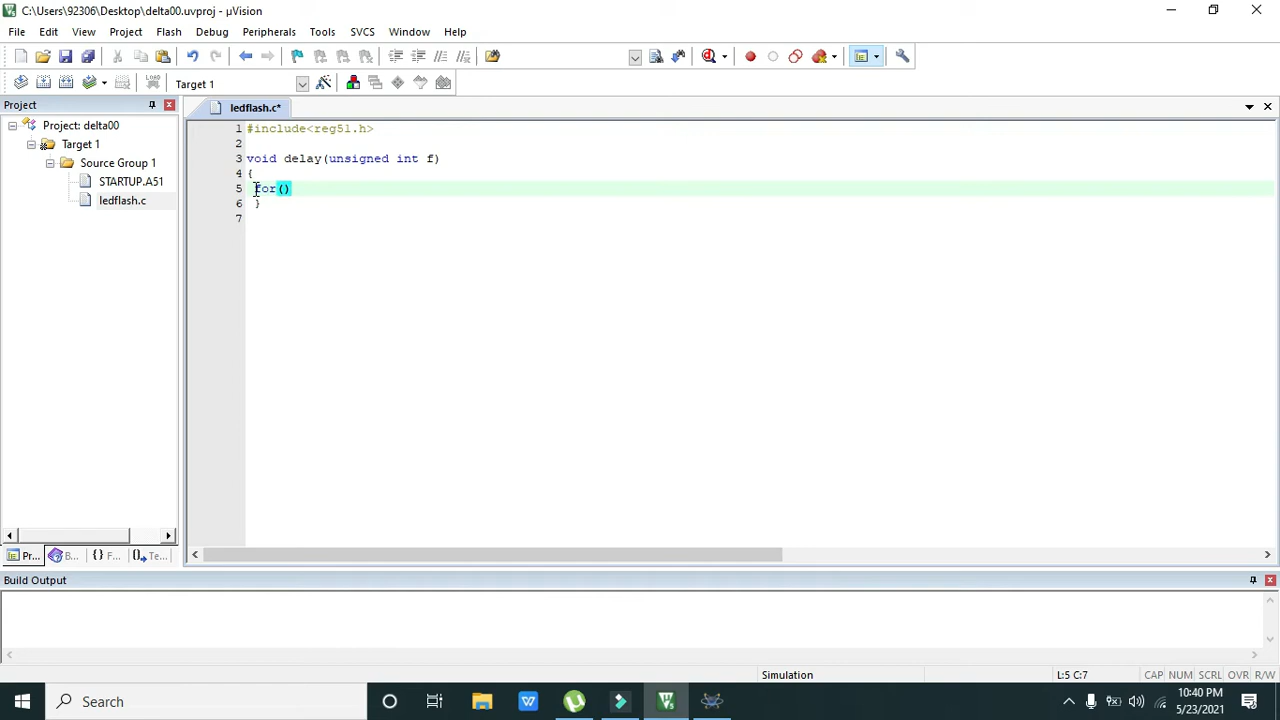 C:\Users\92306\Desktop\delta00.uvproj - µVision
File Edit View Project Flash Debug Peripherals Tools SVCS Window Help
LOAD
Target 1
Project
Project: delta00
Target 1
Source Group 1
STARTUP.A51
ledflash.c
Pr...
B...
{} F...
Te...
ledflash.c*
1 #include<reg51.h>
2
3 void delay(unsigned int f)
4 {
5 for()
6 }
7
Build Output
Simulation
L:5 C:7
CAP NUM SCRL OVR R/W
Search
10:40 PM
5/23/2021